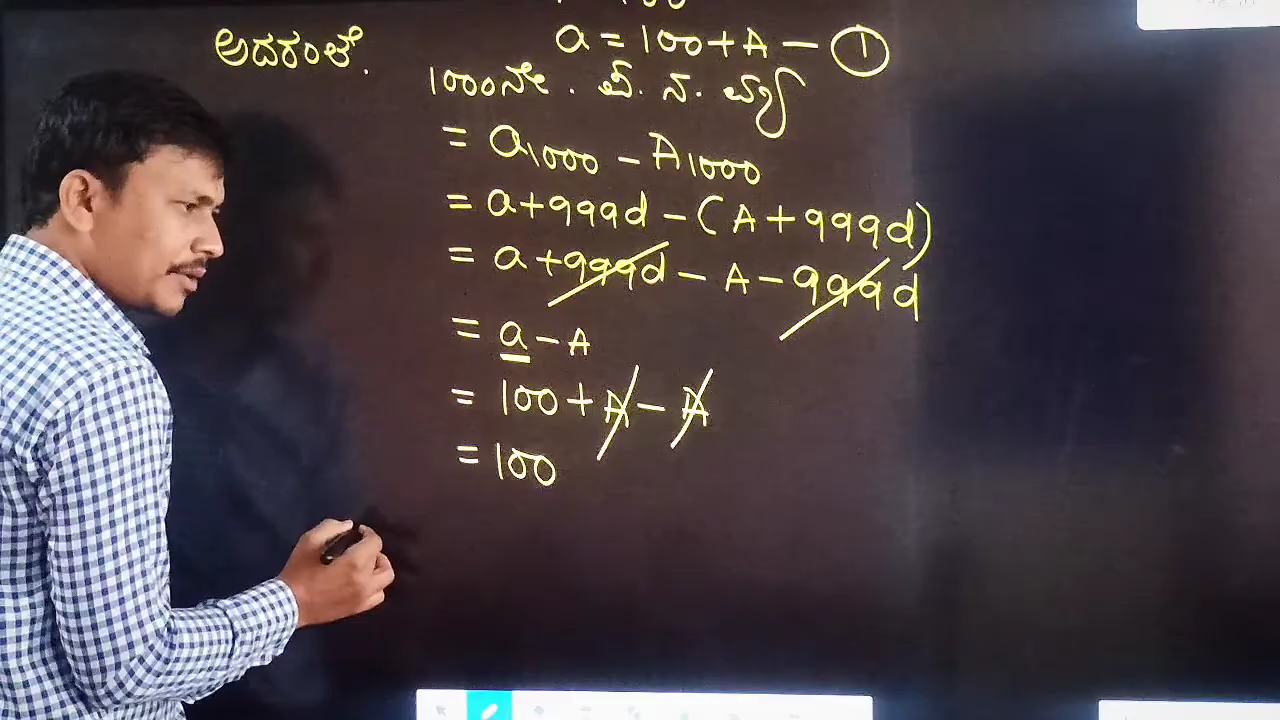 a = 100 + A — ①
ಅದರಂತೆ.
1000ನೇ. ಪ. ನ. ವ್ಯ
= a1000 - A1000
= a + 999d - (A + 999d)
= a + 999d - A - 999d
= a - A
= 100 + A - A
= 100